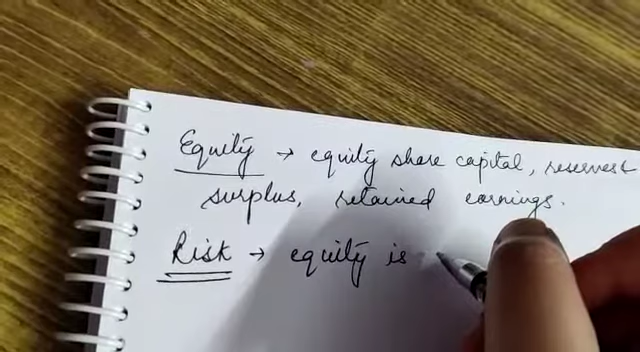 Equity → equity share capital, reserves &
surplus, retained earnings.
Risk → equity is